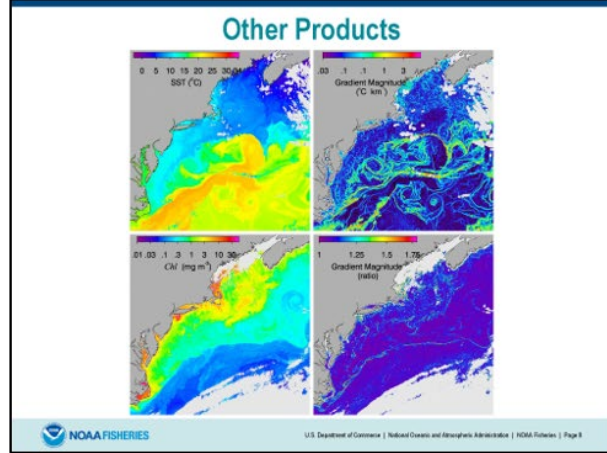 Other Products
0 5 10 15 20 25 30
SST (°C)
.03 .1 .1 1 3
Gradient Magnitude
(°C km⁻¹)
.01 .03 .1 .3 1 3 10 30
Chl (mg m⁻³)
1 1.25 1.5 1.75
Gradient Magnitude
(ratio)
NOAA FISHERIES
U.S. Department of Commerce | National Oceanic and Atmospheric Administration | NOAA Fisheries | Page 8